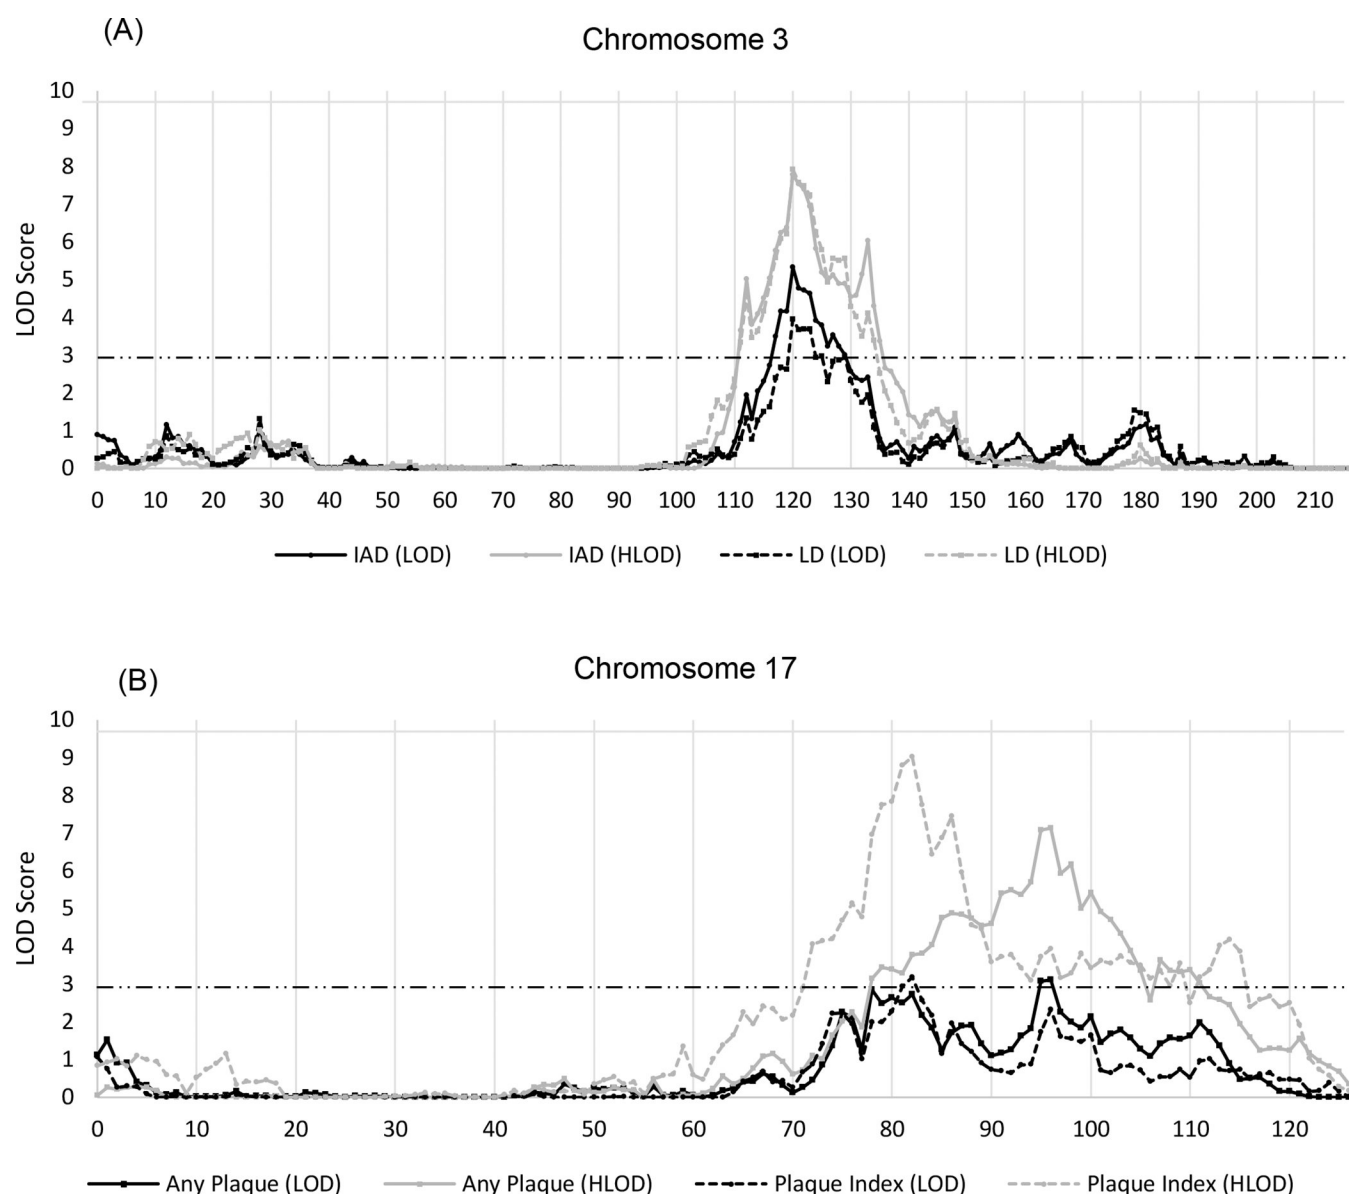 (A)
Chromosome 3
10
9
8
7
6
5
4
3
2
1
0
LOD Score
0 10 20 30 40 50 60 70 80 90 100 110 120 130 140 150 160 170 180 190 200 210
IAD (LOD) IAD (HLOD) LD (LOD) LD (HLOD)
(B)
Chromosome 17
10
9
8
7
6
5
4
3
2
1
0
LOD Score
0 10 20 30 40 50 60 70 80 90 100 110 120
Any Plaque (LOD) Any Plaque (HLOD) Plaque Index (LOD) Plaque Index (HLOD)